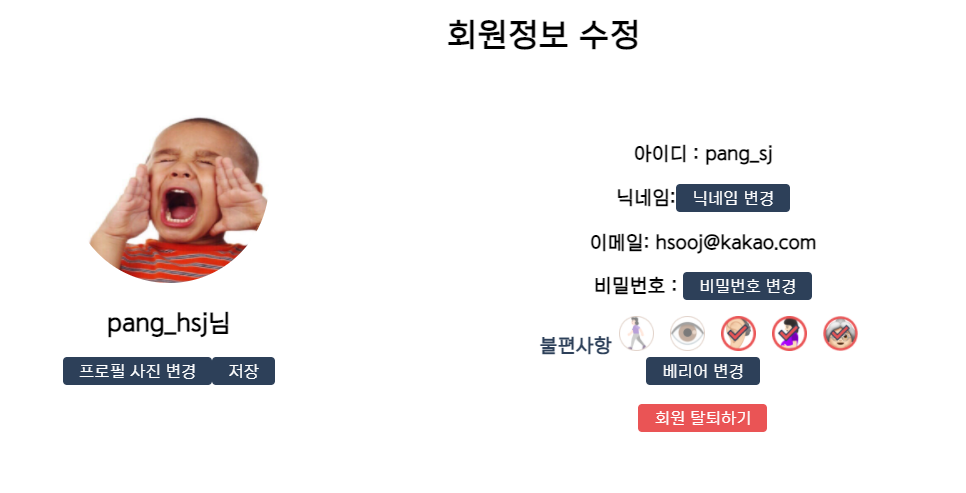 회원정보 수정
pang_hsj님
프로필 사진 변경 저장
아이디 : pang_sj
닉네임: 닉네임 변경
이메일: hsooj@kakao.com
비밀번호 : 비밀번호 변경
불편사항
베리어 변경
회원 탈퇴하기